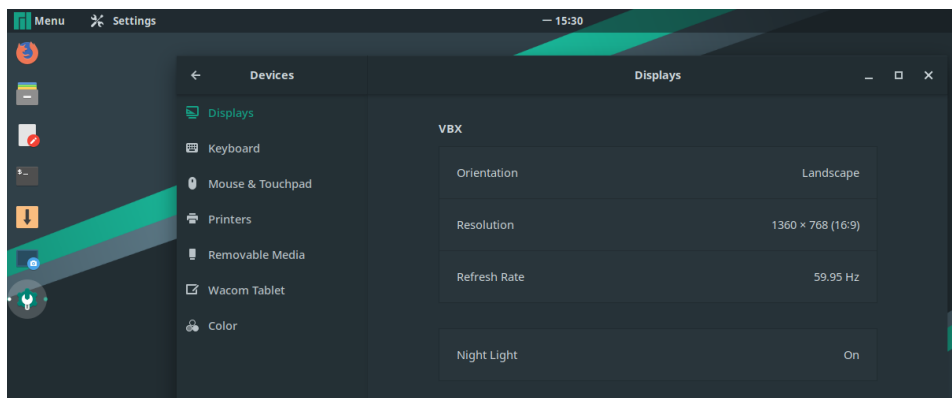 Menu Settings — 15:30
Devices Displays
Displays
VBX
Keyboard
Orientation Landscape
Mouse & Touchpad
Printers
Resolution 1360 × 768 (16:9)
Removable Media
Refresh Rate 59.95 Hz
Wacom Tablet
Color
Night Light On
$_